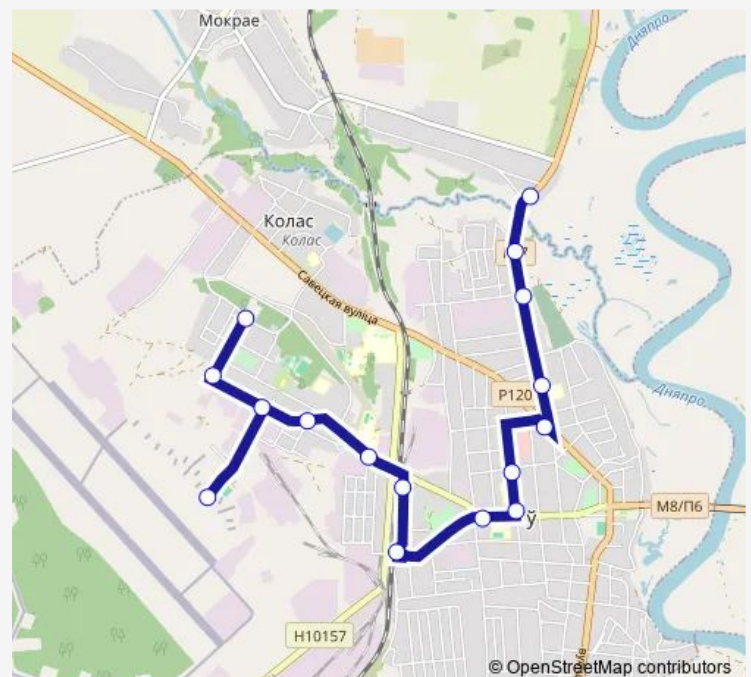 Мокрае
Дняпро
Колас
Колас
Савецкая вуліца
Р120
Дняпро
М8/П6
ў
Н10157
© OpenStreetMap contributors